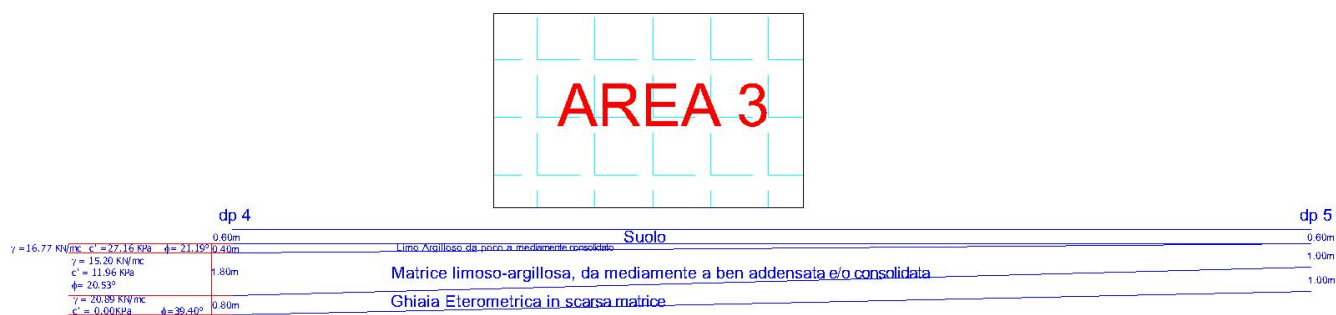 AREA 3
dp 4
dp 5
0.60m
Suolo
0.60m
γ =16.77 KN/mc c' =27.16 KPa ϕ= 21.19°
0.40m
Limo Argilloso da poco a mediamente consolidato
γ = 15.20 KN/mc
c' = 11.96 KPa
ϕ= 20.53°
1.80m
Matrice limoso-argillosa, da mediamente a ben addensata e/o consolidata
1.00m
γ = 20.89 KN/mc
c' = 0.00KPa ϕ=39.40°
0.80m
Ghiaia Eterometrica in scarsa matrice
1.00m